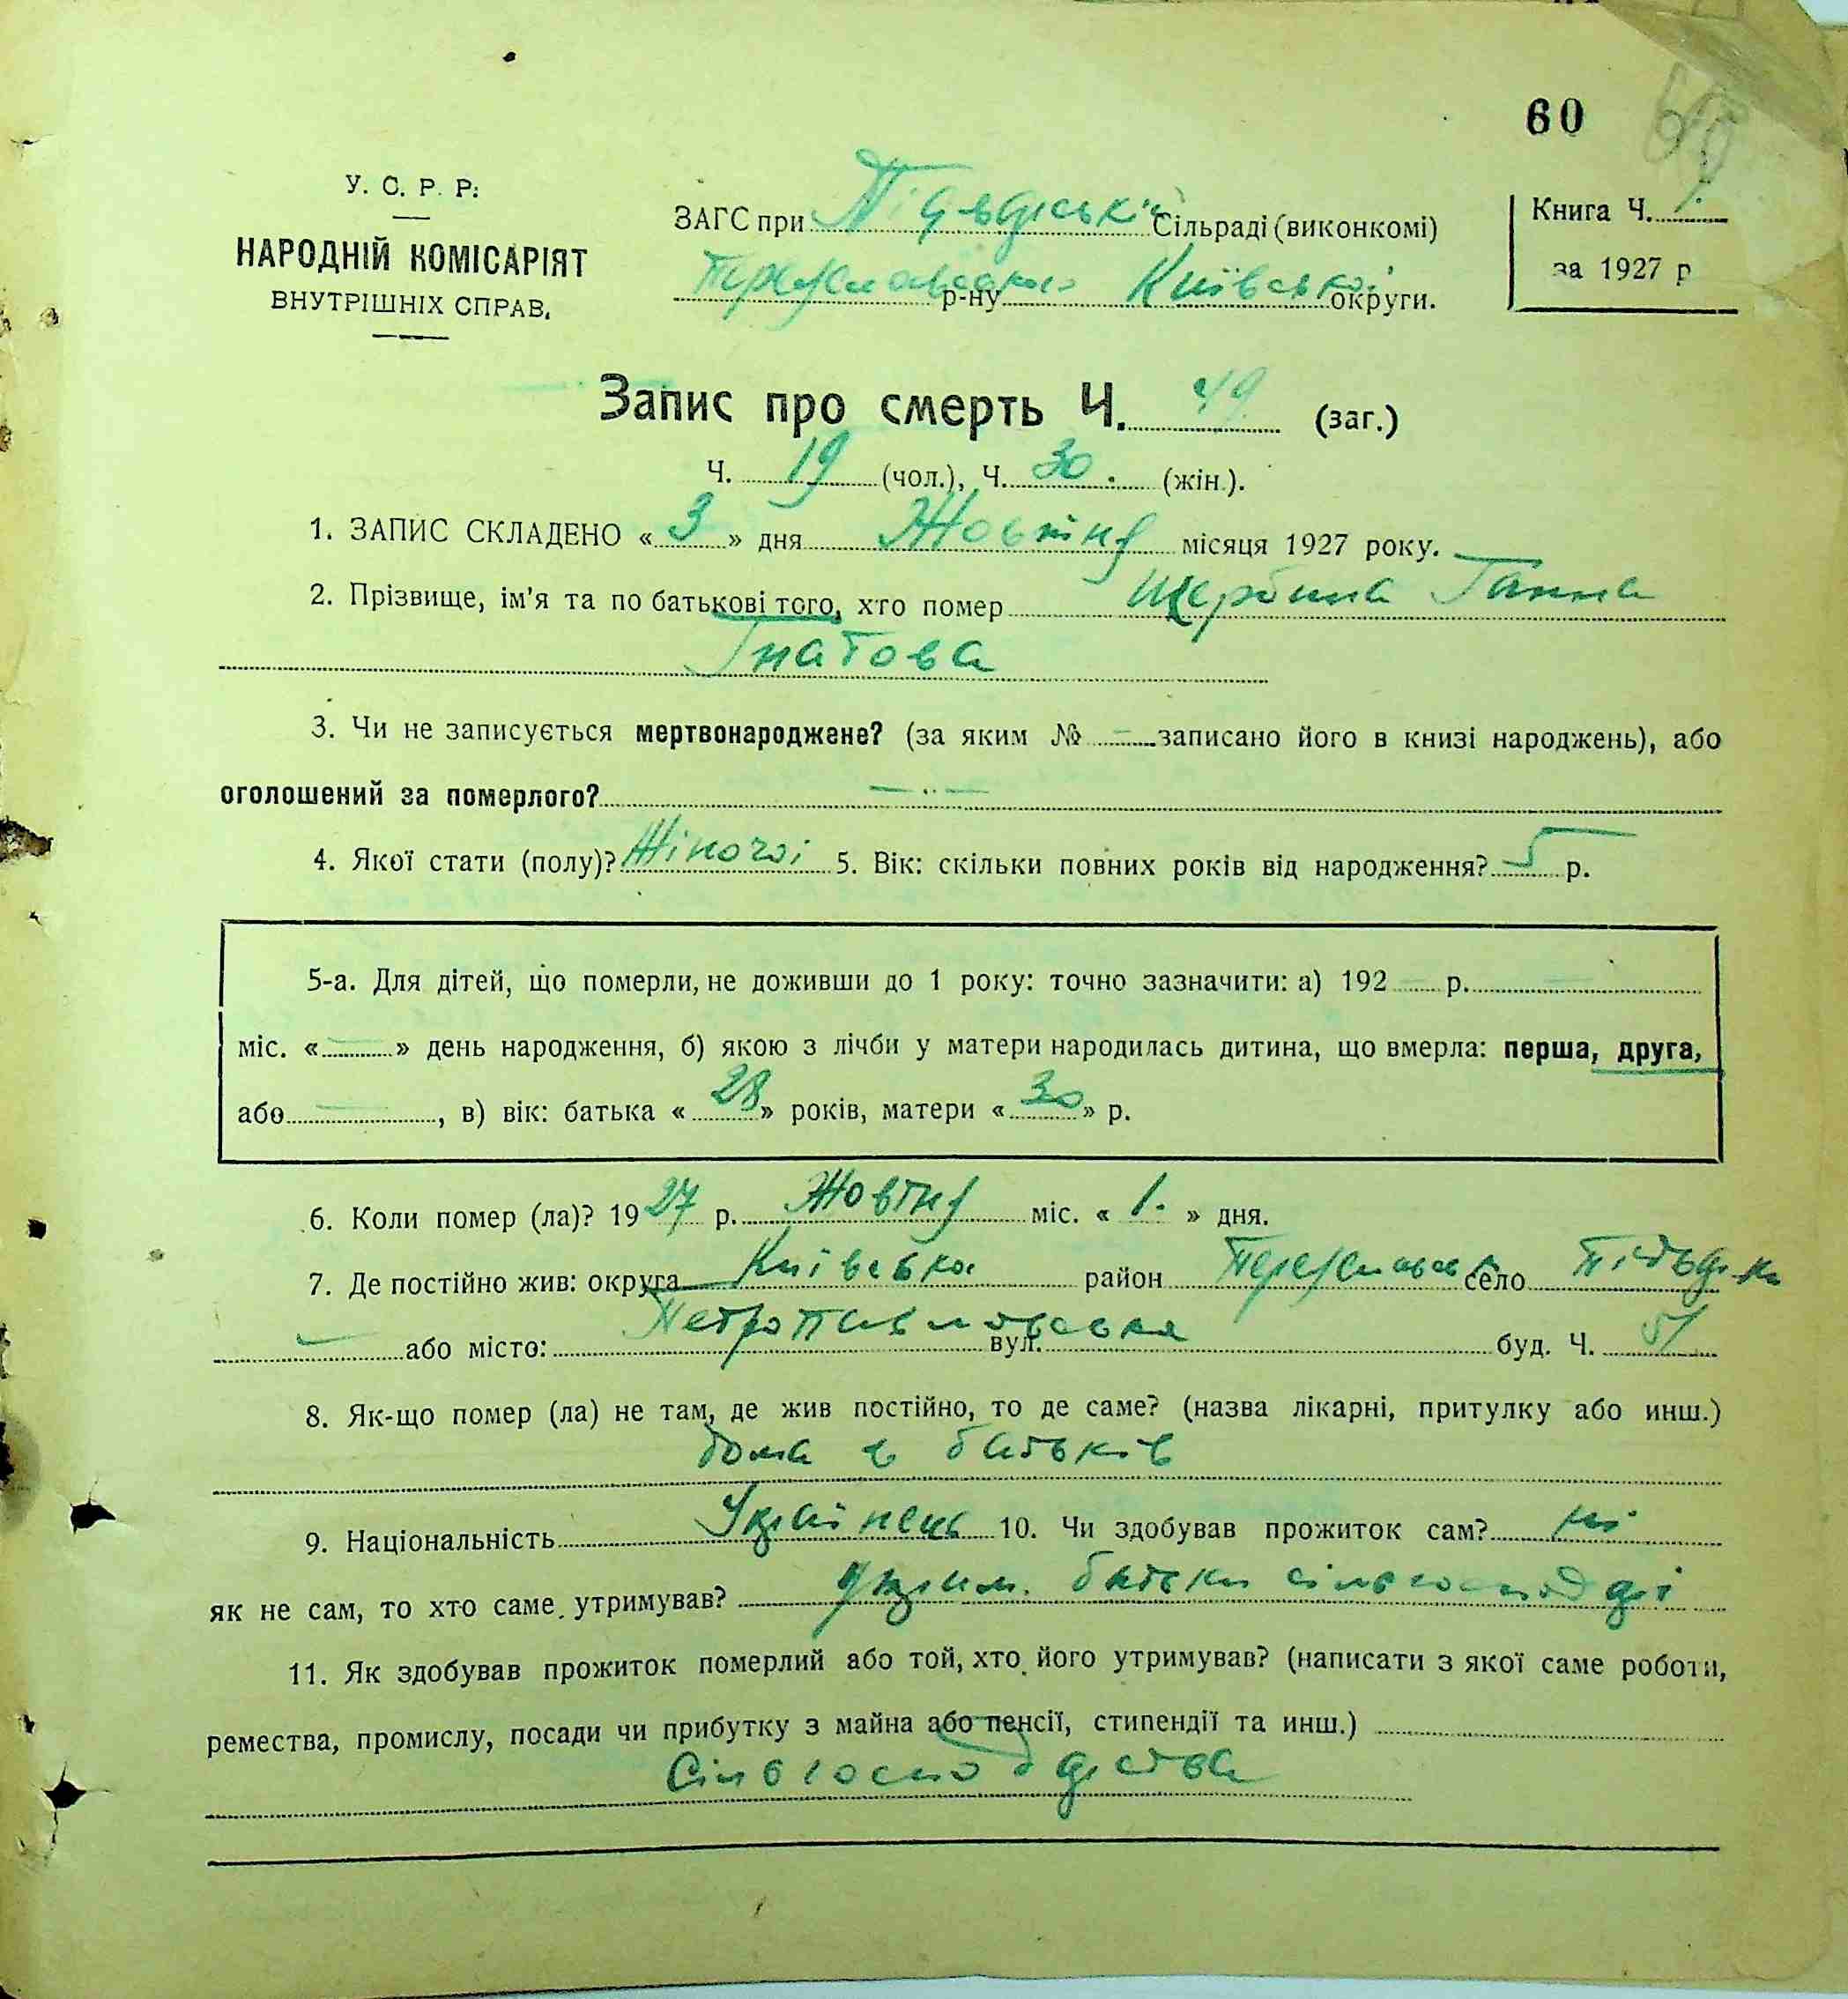 60
У. С. Р. Р.
НАРОДНІЙ КОМІСАРІЯТ
ВНУТРІШНІХ СПРАВ.
ЗАГС при Підварській Сільраді (виконкомі)
Переяславського р-ну Київської округи.
Книга Ч. 1.
за 1927 р
Запис про смерть Ч. 49 (заг.)
Ч. 19 (чол.), Ч. 30. (жін.).
1. ЗАПИС СКЛАДЕНО « 3 » дня Жовтня місяця 1927 року.
2. Прізвище, ім'я та по батькові того, хто помер Щербина Ганна
Гнатова
3. Чи не записується мертвонароджене? (за яким № — записано його в книзі народжень), або
оголошений за померлого? — " —
4. Якої стати (полу)? Жіночоі 5. Вік: скільки повних років від народження? 5 р.
5-а. Для дітей, що померли, не доживши до 1 року: точно зазначити: а) 192 — р. —
міс. « — » день народження, б) якою з лічби у матери народилась дитина, що вмерла: перша, друга,
або —, в) вік: батька « 28 » років, матери « 30 » р.
6. Коли помер (ла)? 1927 р. Жовтня міс. « 1. » дня.
7. Де постійно жив: округа Київська район Переяславськ село Підварки
— або місто: Петропавловська вул. буд. Ч. 51
8. Як-що помер (ла) не там, де жив постійно, то де саме? (назва лікарні, притулку або инш.)
дома в батьків
9. Національність Українець 10. Чи здобував прожиток сам? ні
як не сам, то хто саме утримував? утрим. батьки сільгосподарі
11. Як здобував прожиток померлий або той, хто його утримував? (написати з якої саме роботи,
ремества, промислу, посади чи прибутку з майна або пенсії, стипендії та инш.)
Сільгосподарства